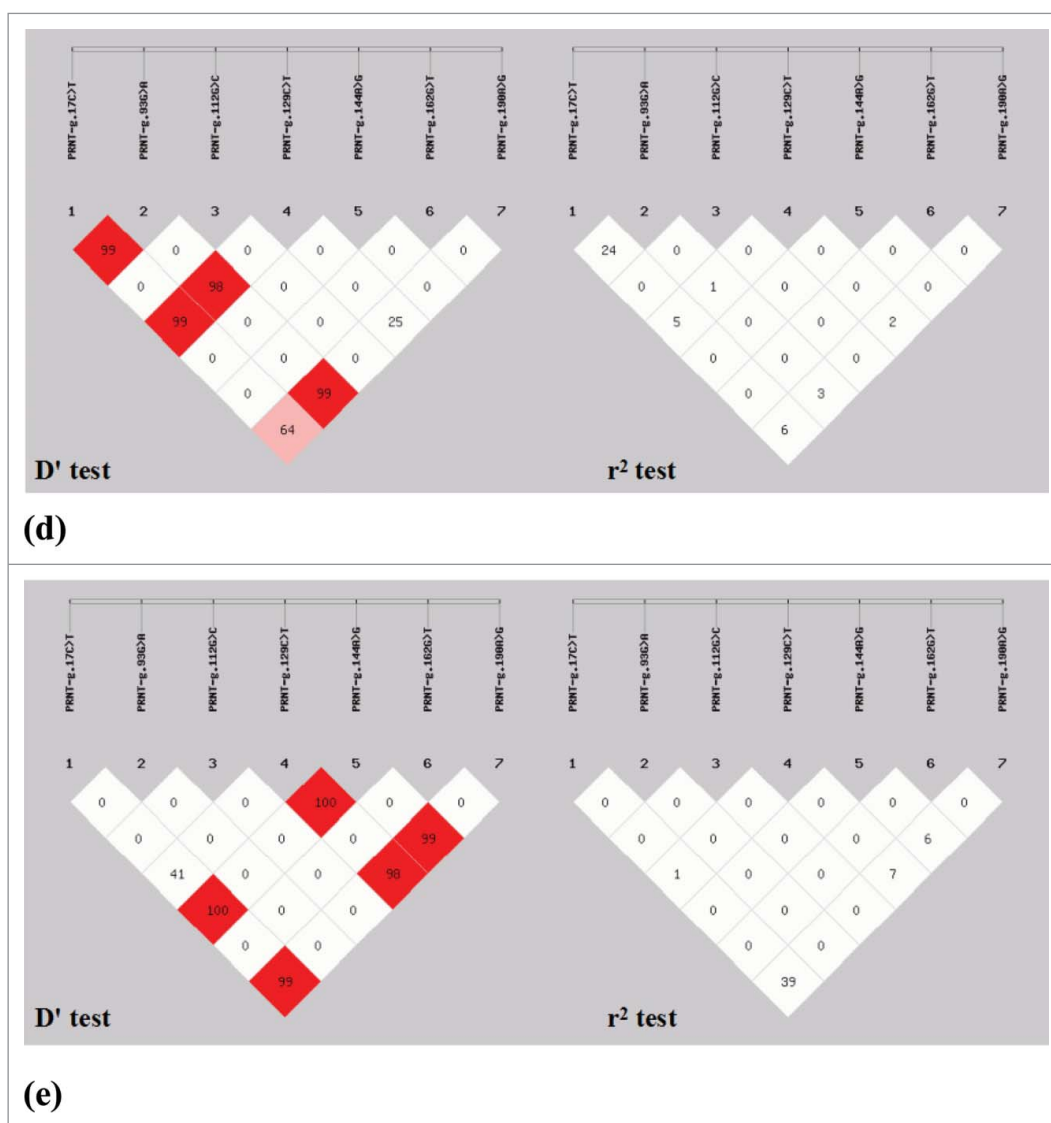 PRNT-g.17C>T PRNT-g.93G>A PRNT-g.112G>C PRNT-g.129C>T PRNT-g.144A>G PRNT-g.162G>T
PRNT-g.17C>T PRNT-g.93G>A PRNT-g.112G>C PRNT-g.129C>T PRNT-g.144A>G PRNT-g.162G>T
1 2 3 4 5 6 7
1 2 3 4 5 6 7
99 0 0 0 0 0
24 0 0 0 0 0
0 98 0 0 0
0 1 0 0 0
99 0 0 25
5 0 0 2
0 0 0
0 0 0
0 99
0 3
64
6
D' test
r² test
(d)
PRNT-g.17C>T PRNT-g.93G>A PRNT-g.112G>C PRNT-g.129C>T PRNT-g.144A>G PRNT-g.162G>T
PRNT-g.17C>T PRNT-g.93G>A PRNT-g.112G>C PRNT-g.129C>T PRNT-g.144A>G PRNT-g.162G>T
1 2 3 4 5 6 7
1 2 3 4 5 6 7
0 0 0 100 0 0
0 0 0 0 0 0
0 0 0 0 99
0 0 0 0 6
41 0 0 98
1 0 0 7
100 0 0
0 0 0
0 0
0 0
99
39
D' test
r² test
(e)